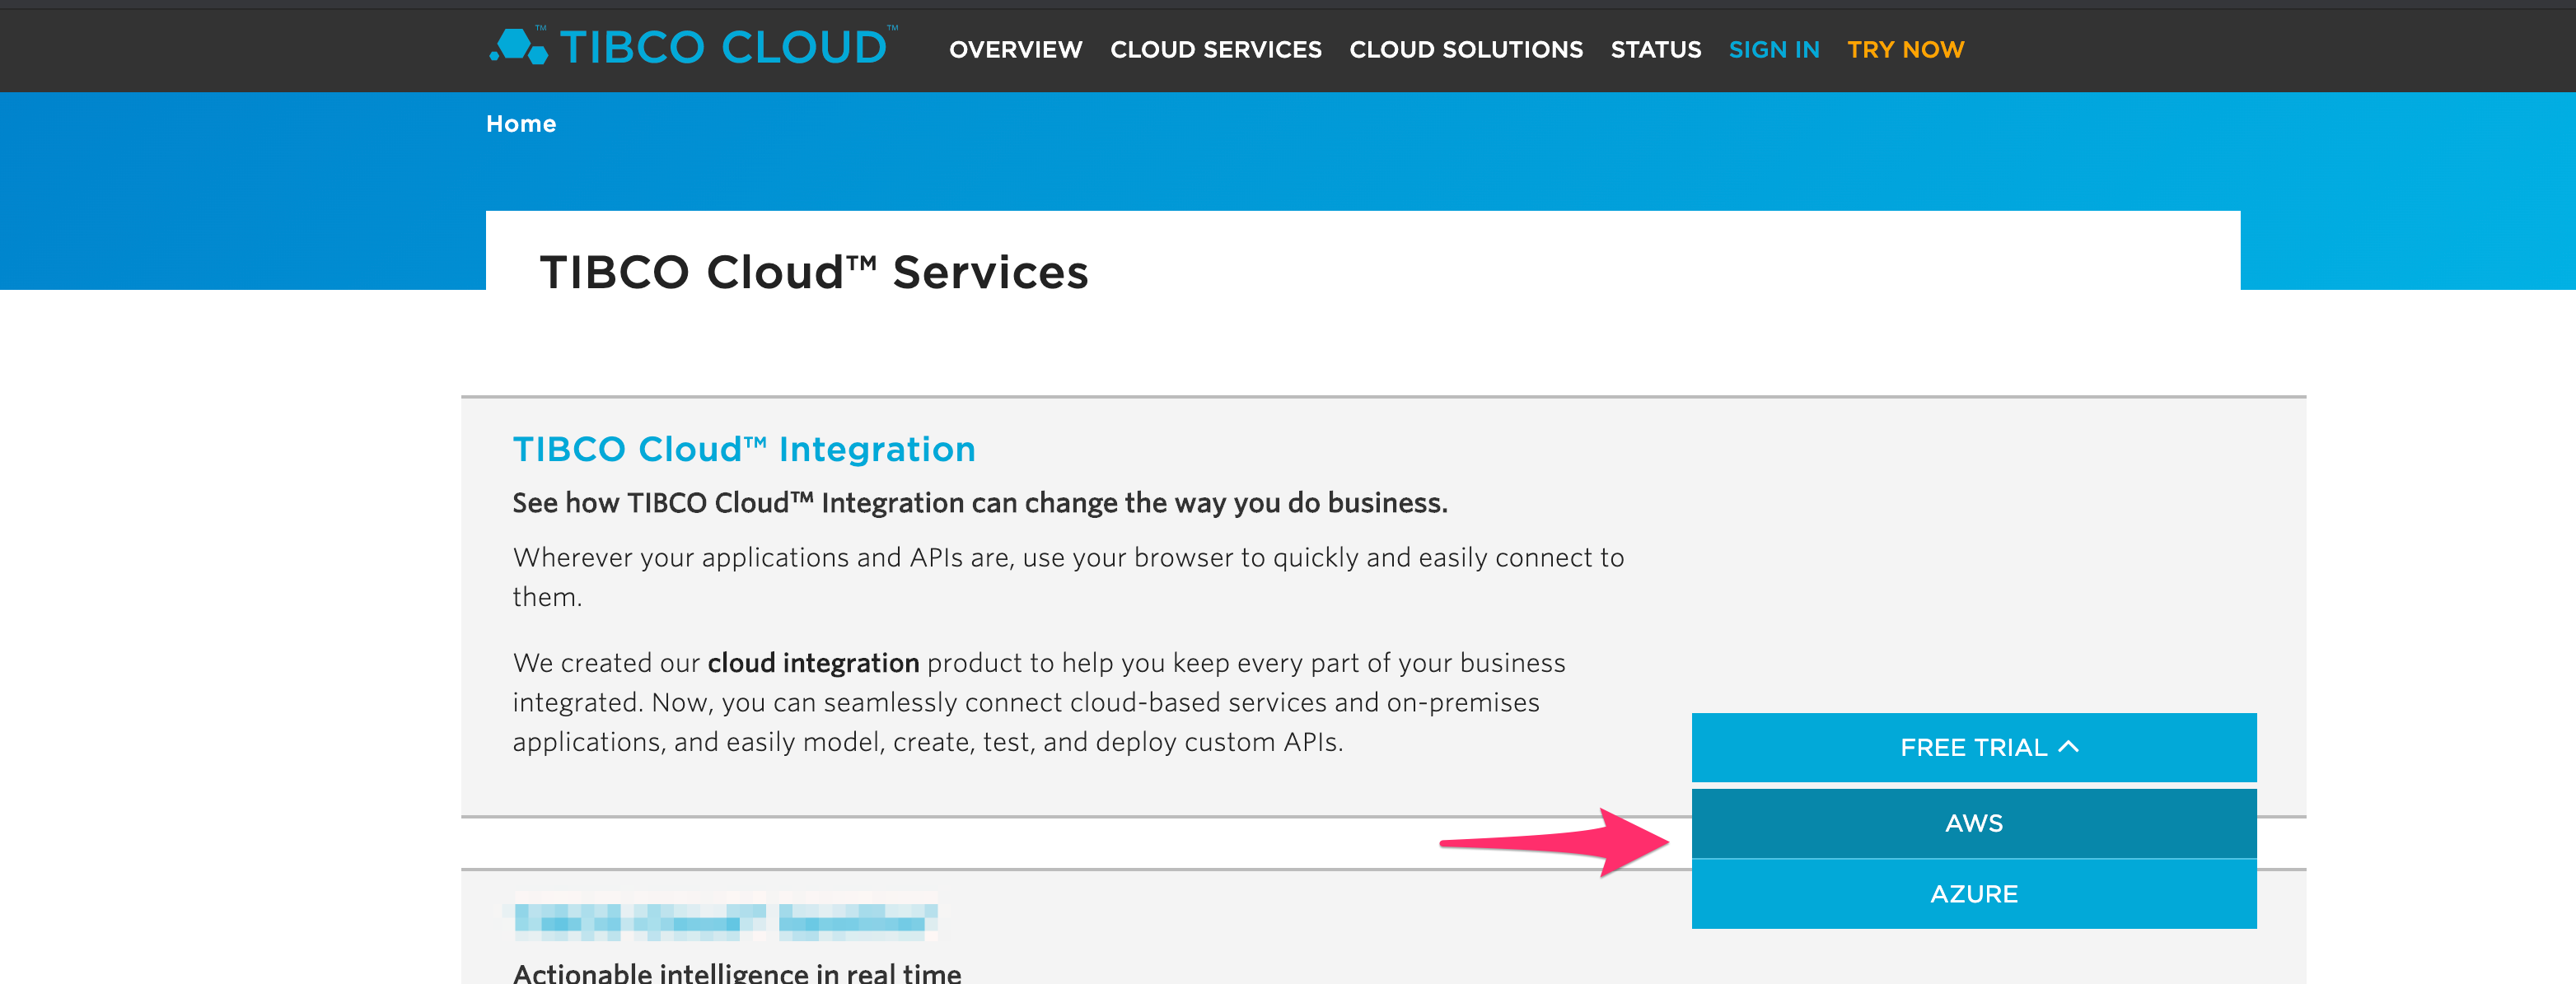 TIBCO CLOUD™
OVERVIEW CLOUD SERVICES CLOUD SOLUTIONS STATUS SIGN IN TRY NOW
Home
TIBCO Cloud™ Services
TIBCO Cloud™ Integration
See how TIBCO Cloud™ Integration can change the way you do business.
Wherever your applications and APIs are, use your browser to quickly and easily connect to
them.
We created our cloud integration product to help you keep every part of your business
integrated. Now, you can seamlessly connect cloud-based services and on-premises
applications, and easily model, create, test, and deploy custom APIs.
FREE TRIAL
AWS
AZURE
Actionable intelligence in real time